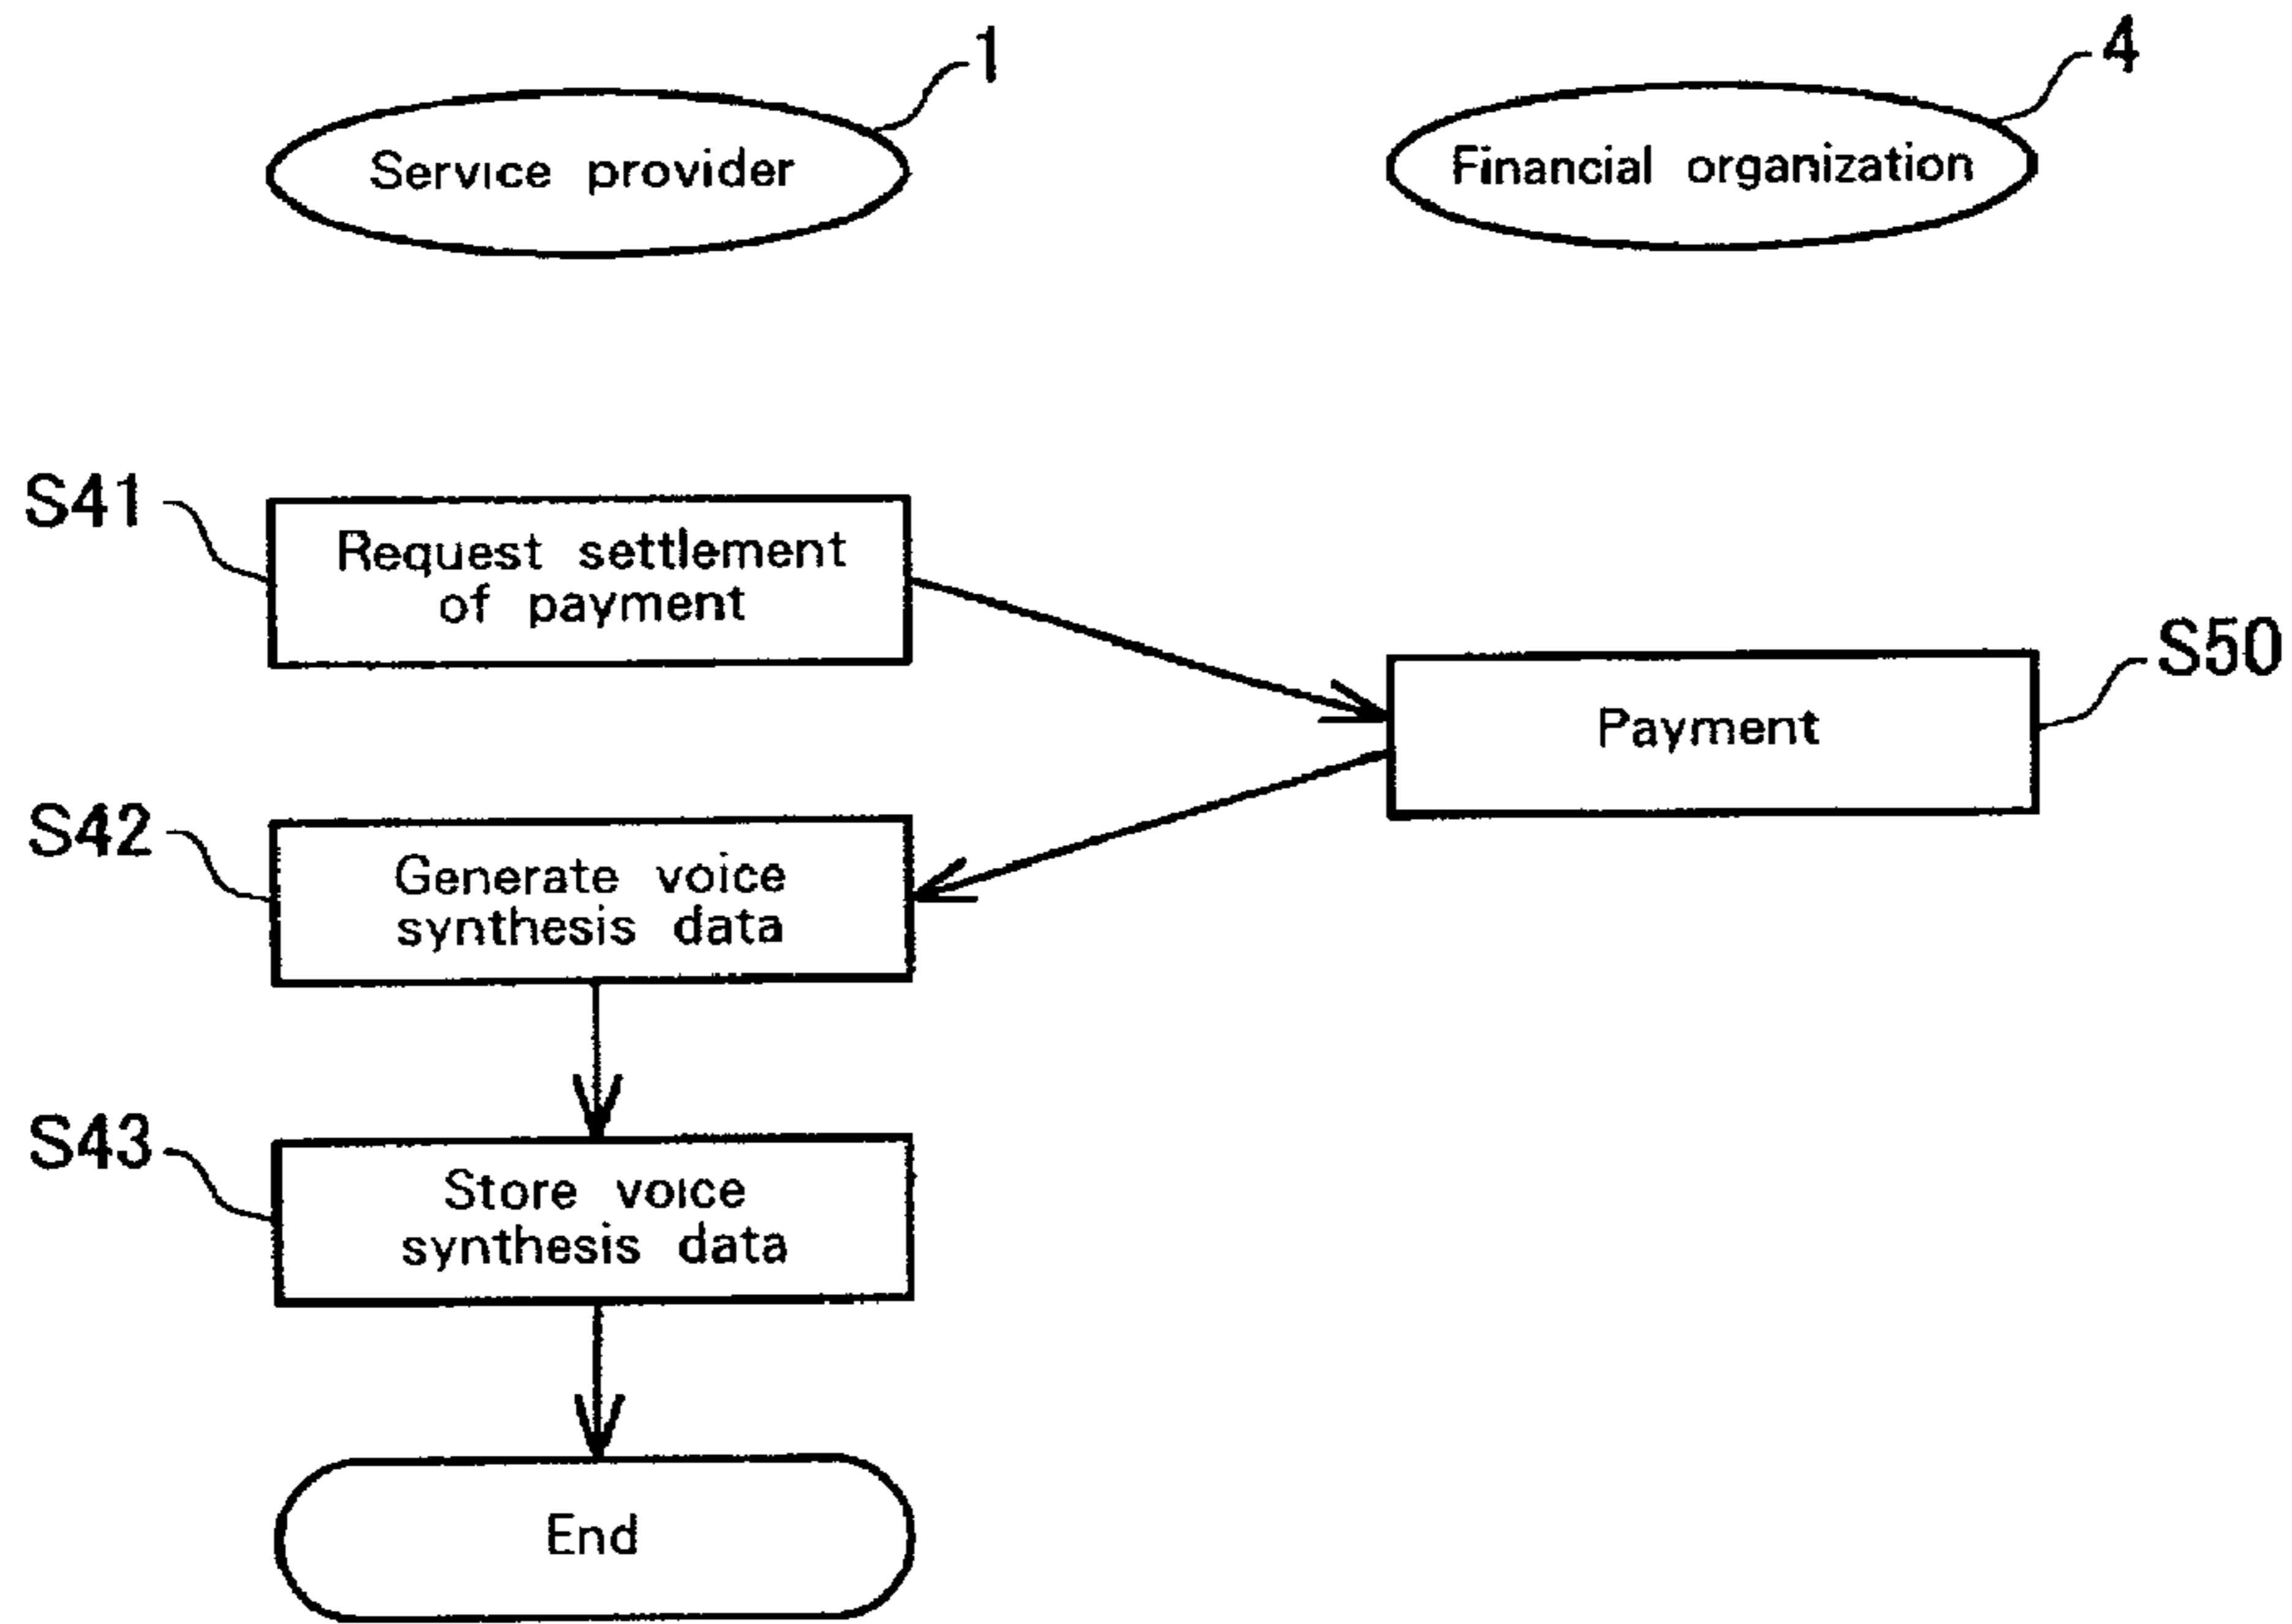 1
4
Service provider
Financial organization
S41
Request settlement
of payment
S50
Payment
S42
Generate voice
synthesis data
S43
Store voice
synthesis data
End